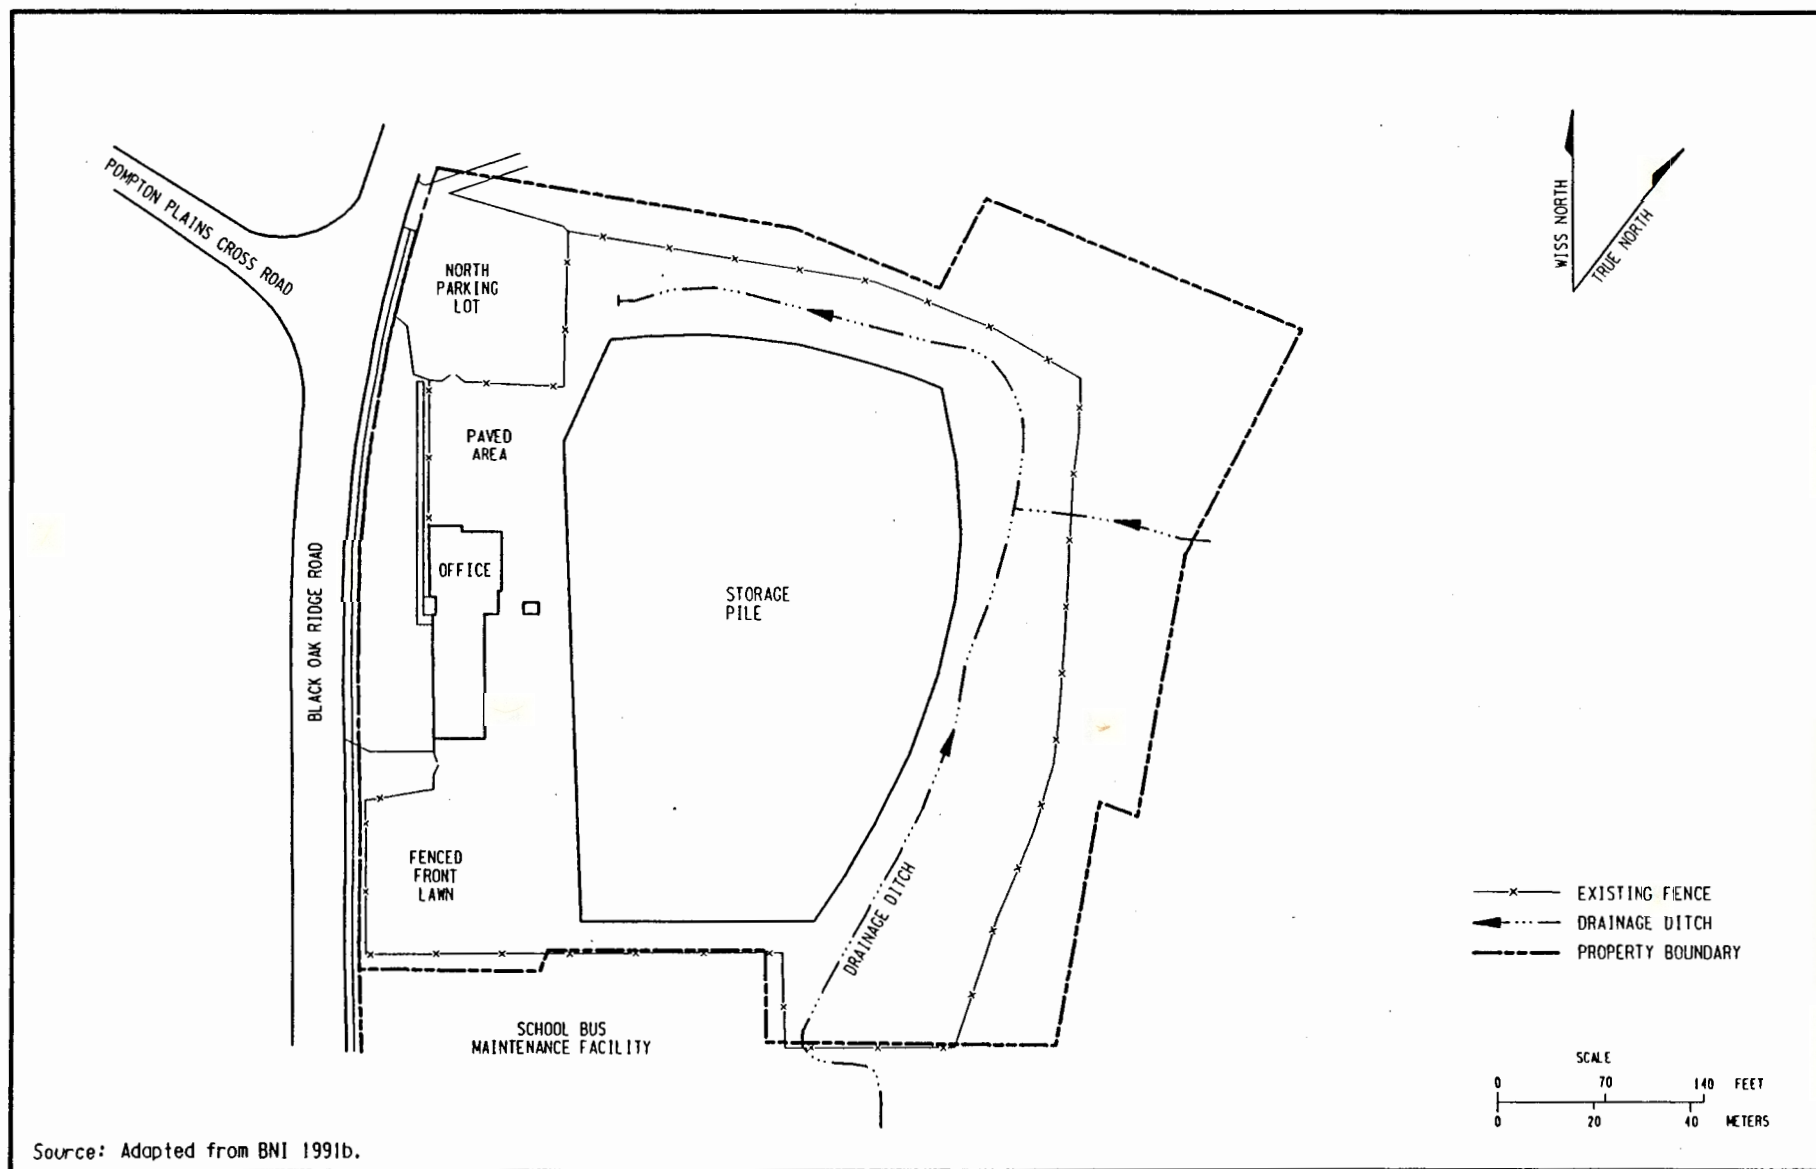 POMPTON PLAINS CROSS ROAD
WISS NORTH
TRUE NORTH
NORTH
PARKING
LOT
PAVED
AREA
OFFICE
STORAGE
PILE
BLACK OAK RIDGE ROAD
FENCED
FRONT
LAWN
DRAINAGE DITCH
SCHOOL BUS
MAINTENANCE FACILITY
EXISTING FENCE
DRAINAGE DITCH
PROPERTY BOUNDARY
SCALE
0 70 140 FEET
0 20 40 METERS
Source: Adapted from BNI 1991b.